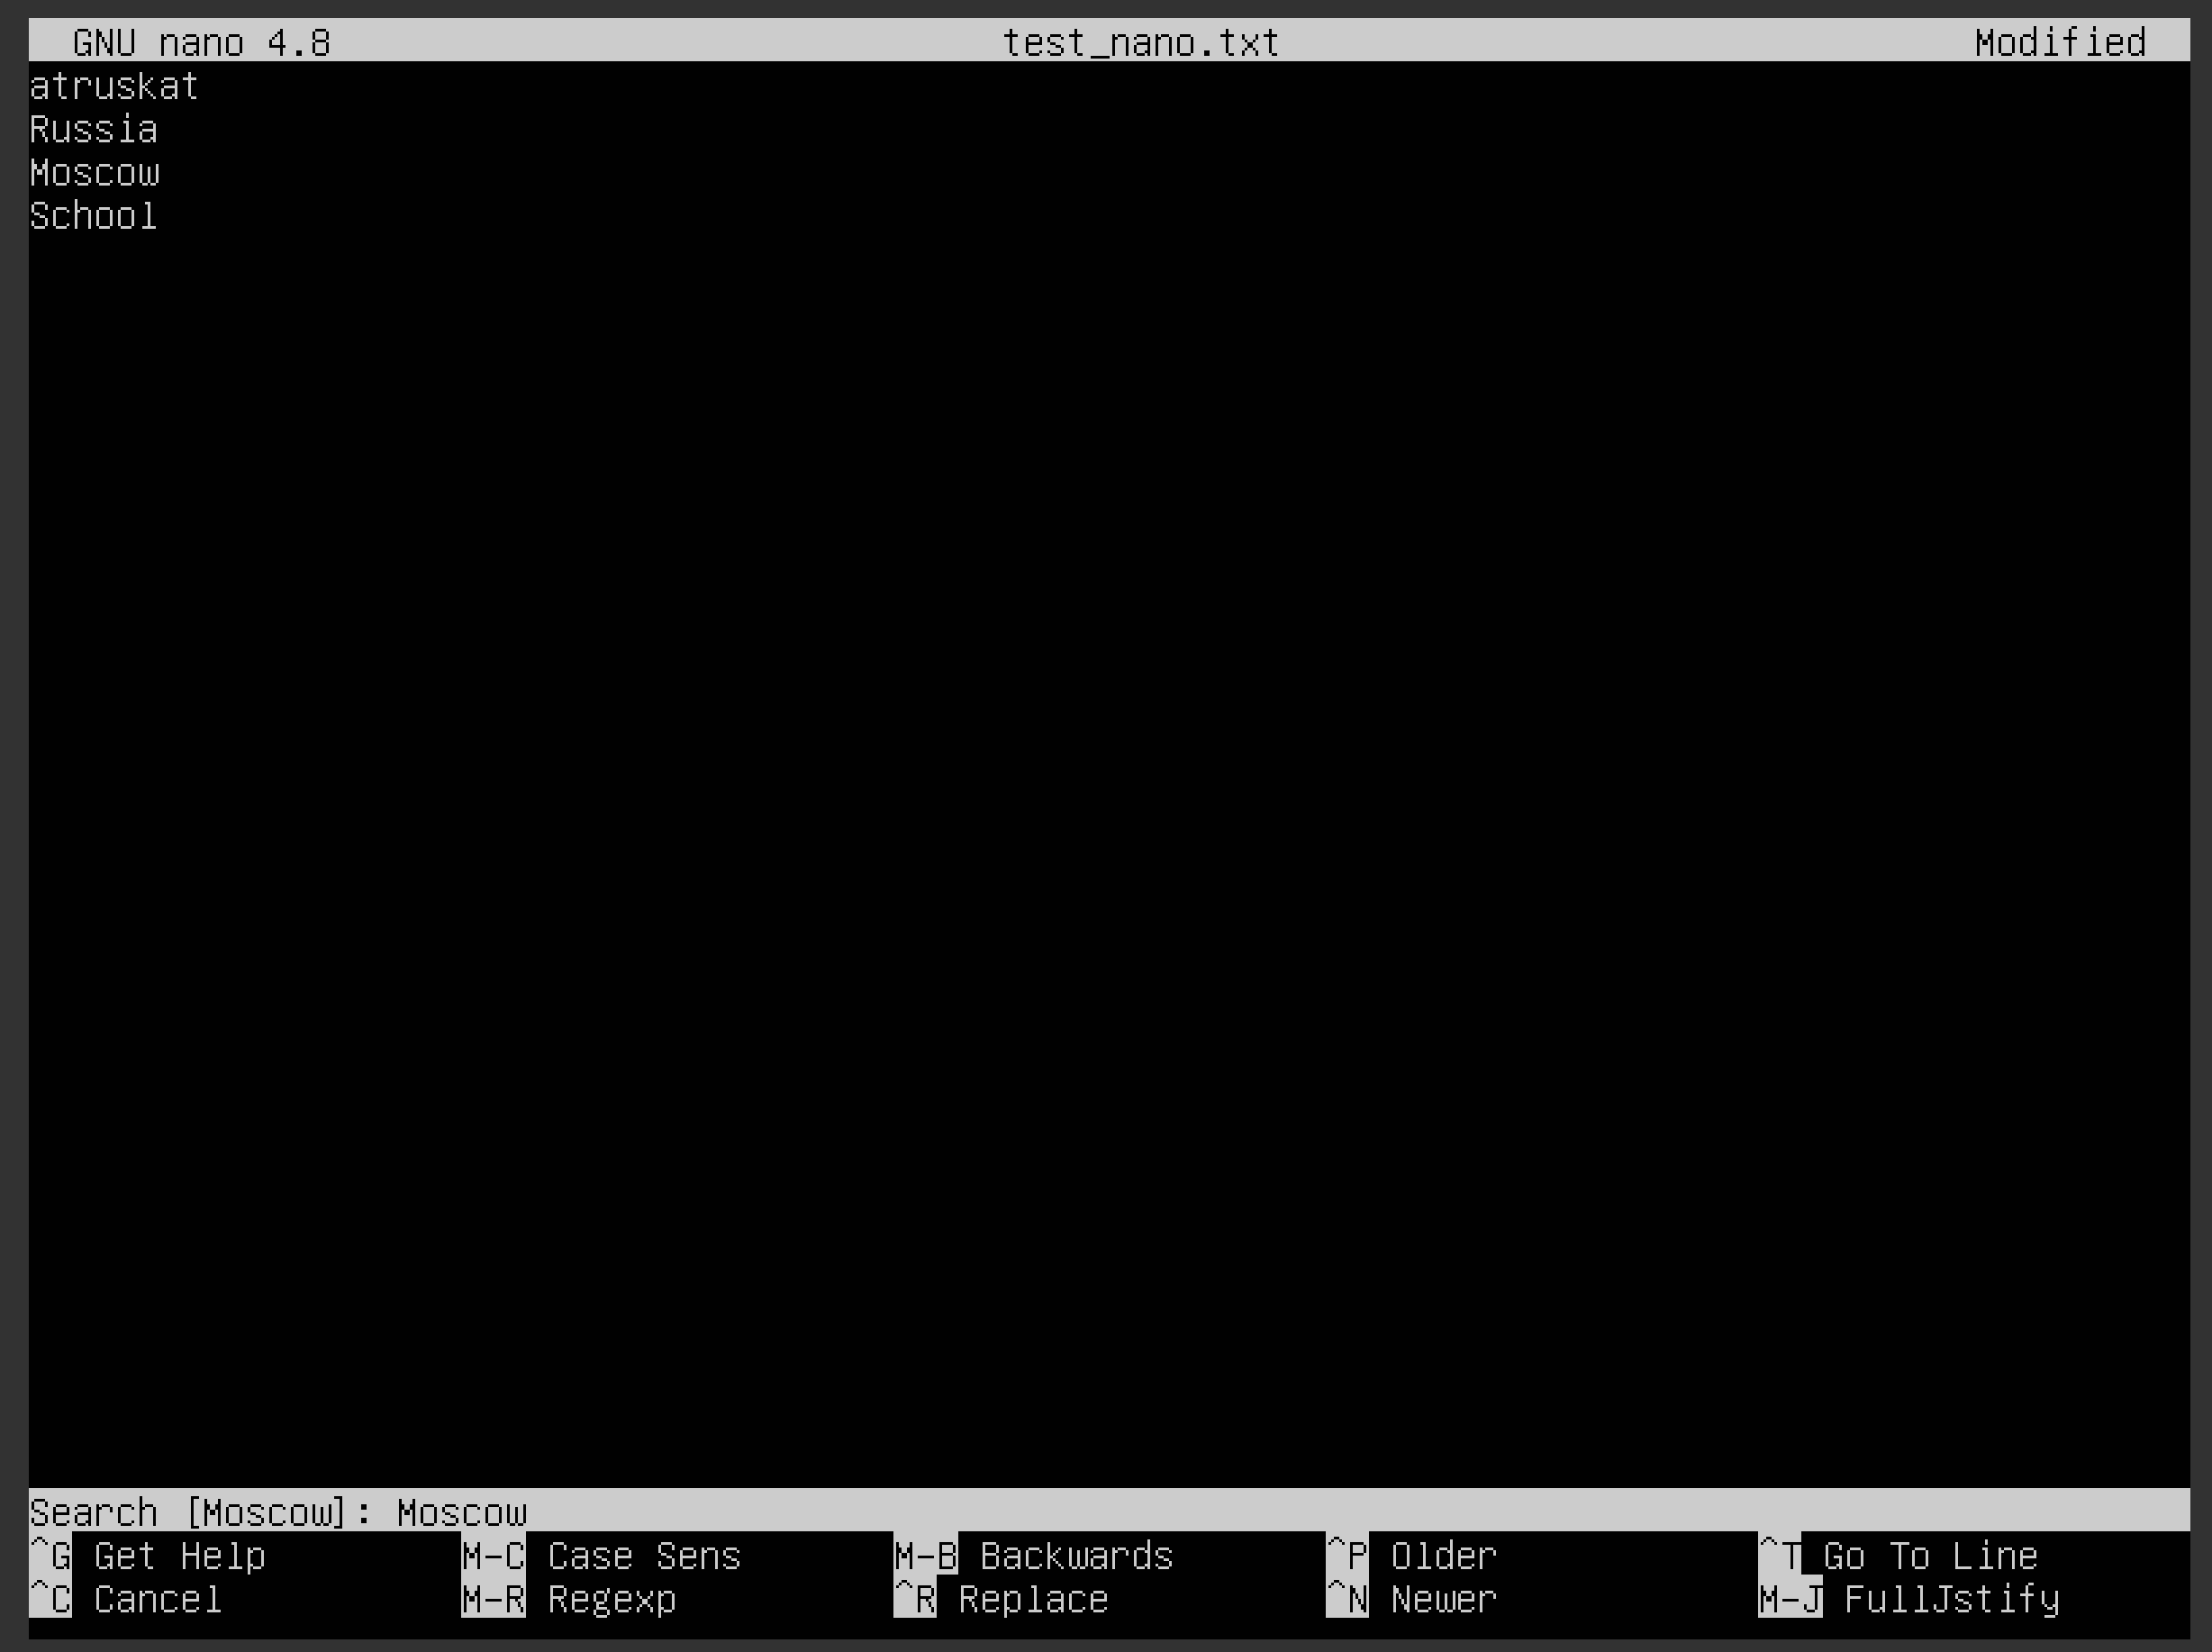 GNU nano 4.8 test_nano.txt Modified
atruskat
Russia
Moscow
School
Search [Moscow]: Moscow
^G Get Help M-C Case Sens M-B Backwards ^P Older ^T Go To Line
^C Cancel M-R Regexp ^R Replace ^N Newer M-J FullJstify